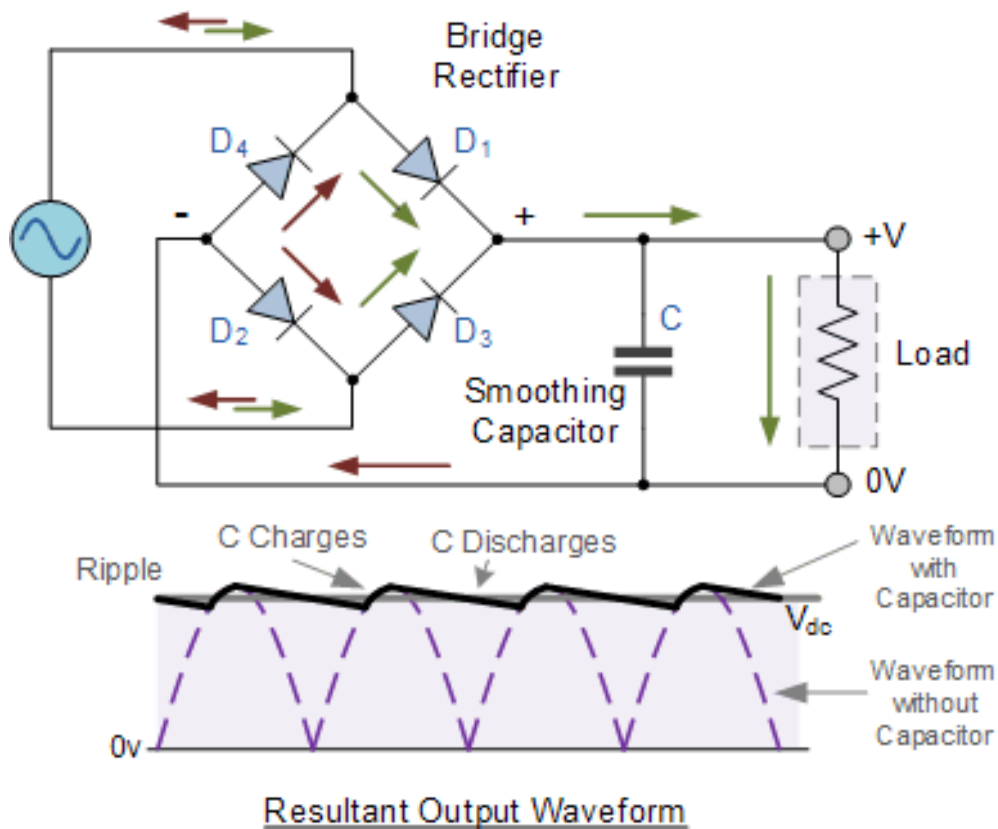 Bridge
Rectifier
D4
D1
-
+
+V
D2
D3
C
Load
Smoothing
Capacitor
0V
C Charges
C Discharges
Waveform
with
Capacitor
Ripple
Vdc
Waveform
without
Capacitor
0v
Resultant Output Waveform